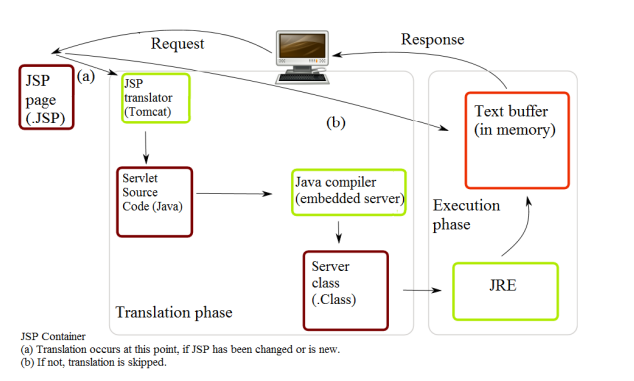 Request
Response
JSP
page
(.JSP)
(a)
JSP
translator
(Tomcat)
(b)
Text buffer
(in memory)
Servlet
Source
Code (Java)
Java compiler
(embedded server)
Execution
phase
Server
class
(.Class)
JRE
Translation phase
JSP Container
(a) Translation occurs at this point, if JSP has been changed or is new.
(b) If not, translation is skipped.